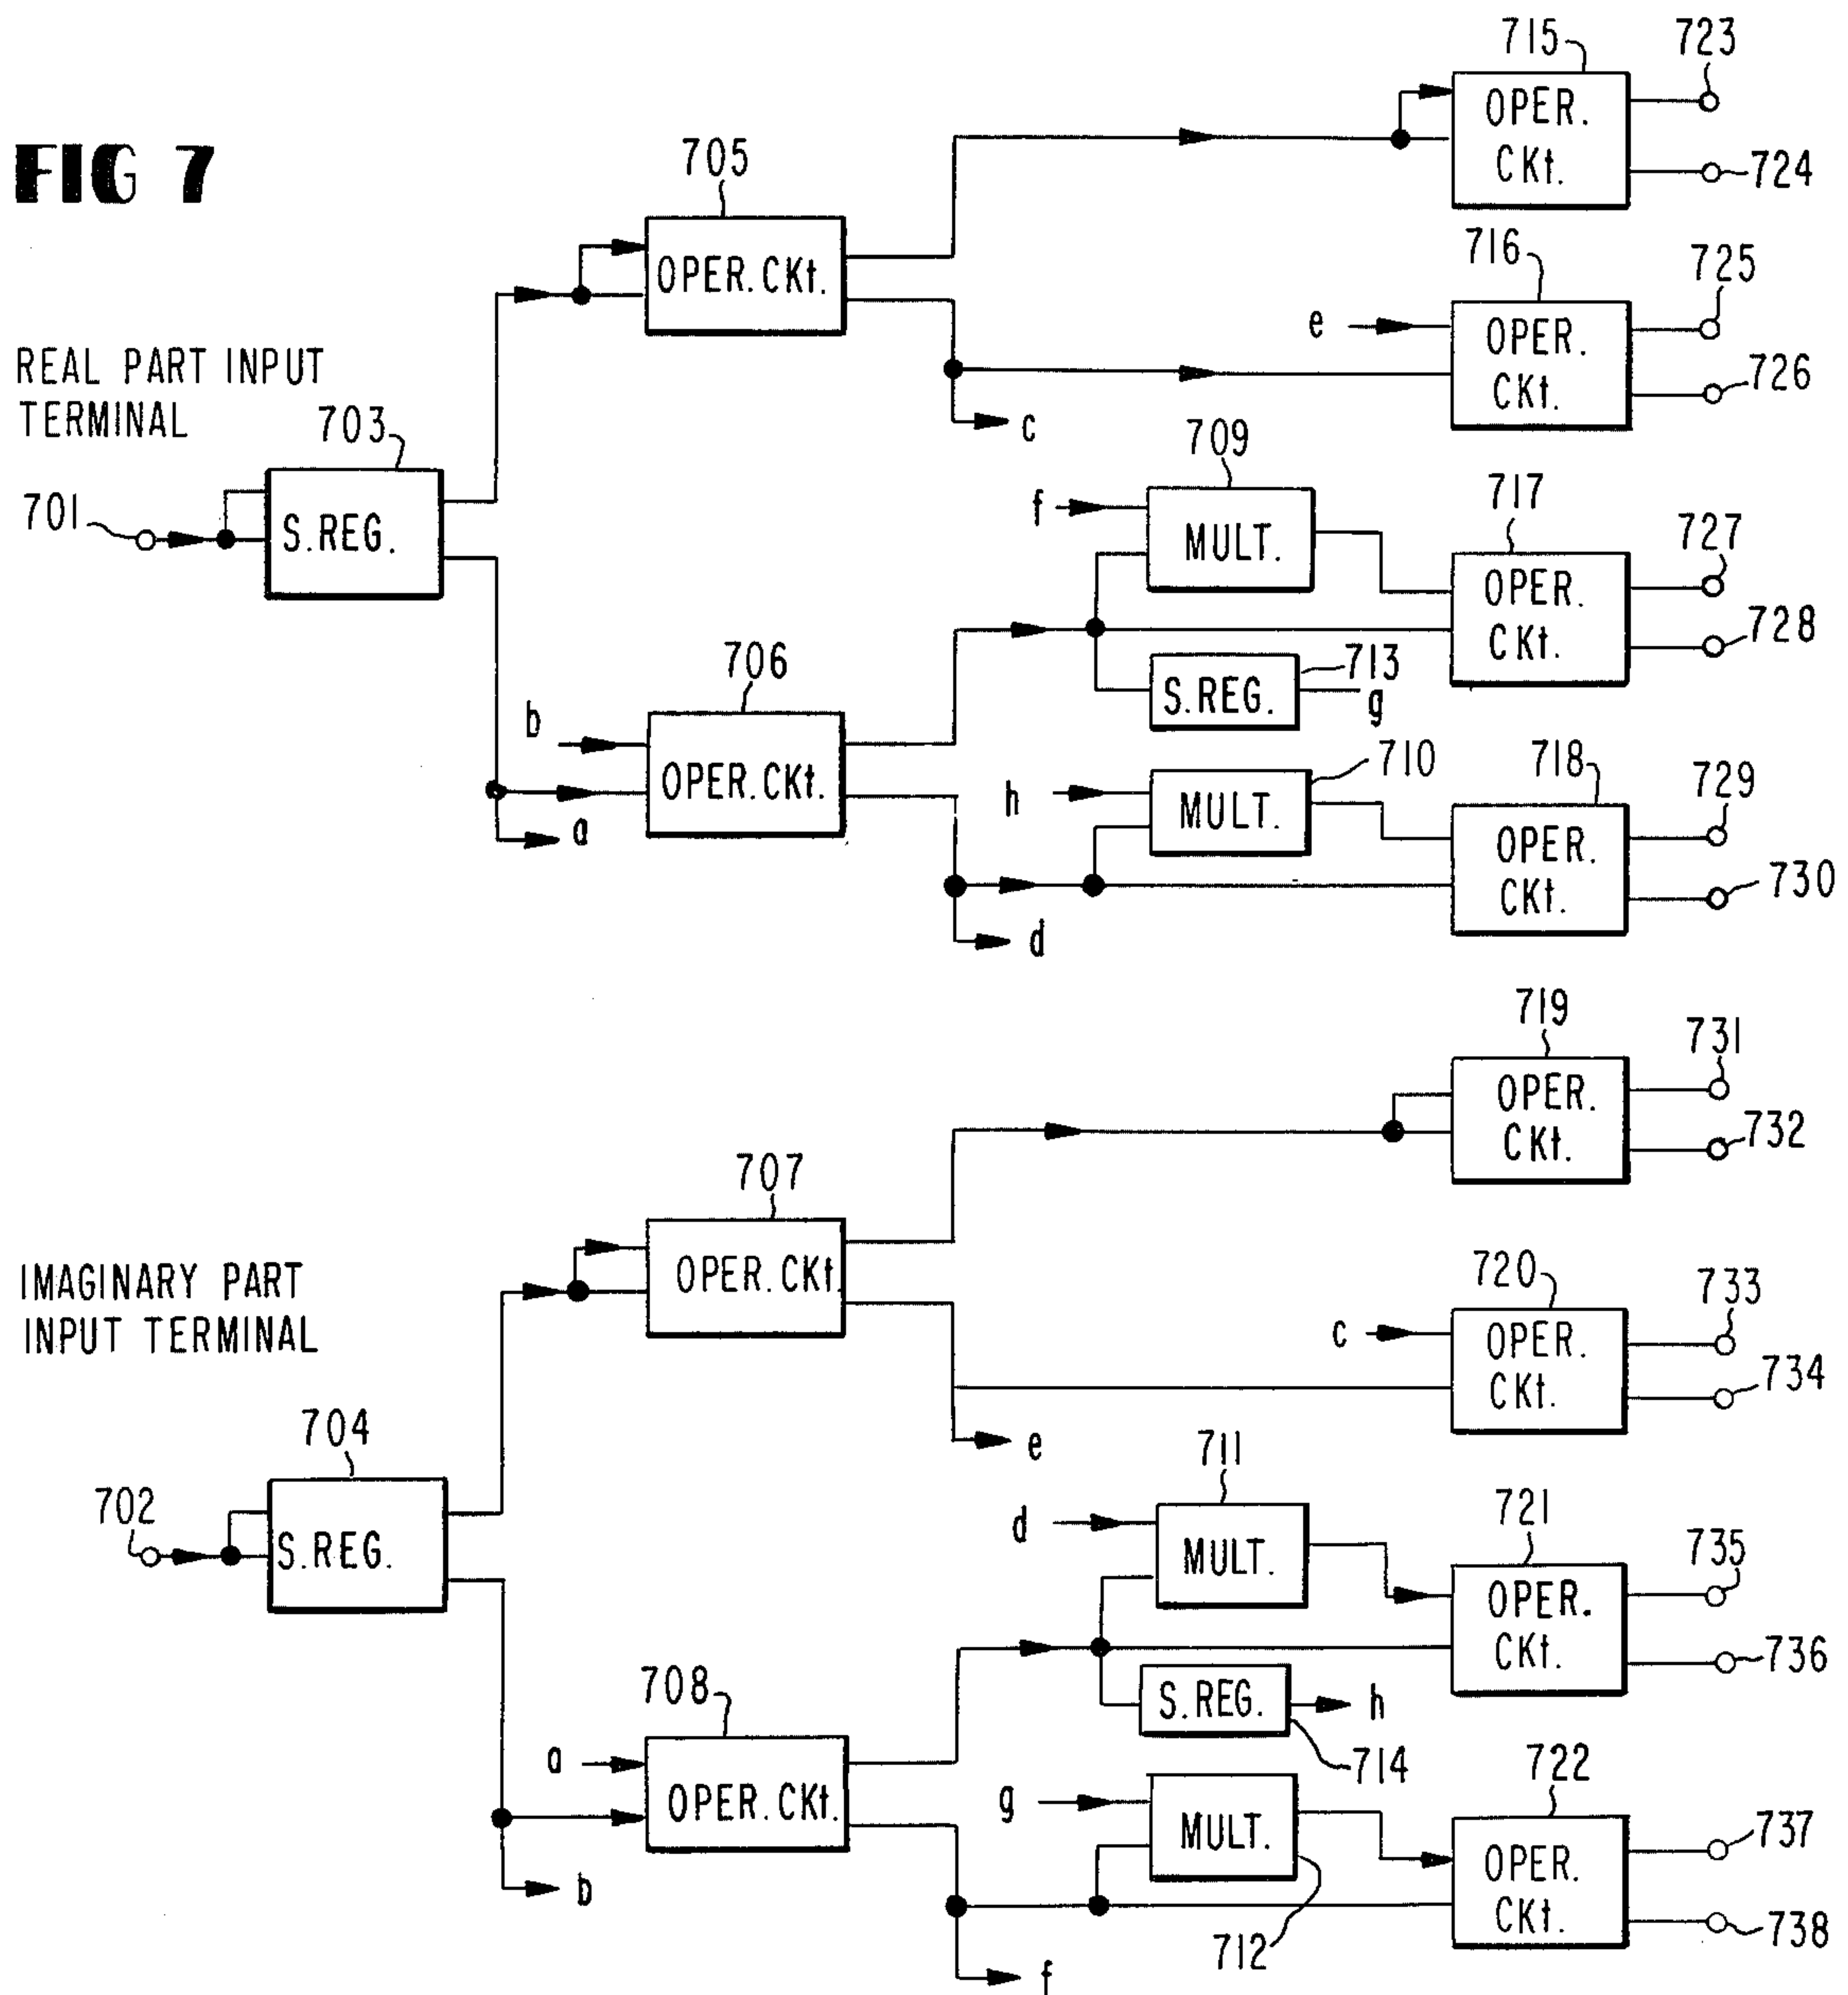 FIG 7
715
723
OPER.
CKt.
724
705
OPER. CKt.
716
725
e
OPER.
CKt.
726
c
REAL PART INPUT
TERMINAL
703
701
S.REG.
709
f
MULT.
717
727
OPER.
CKt.
728
713
S.REG.
g
706
b
OPER. CKt.
a
710
h
MULT.
718
729
OPER.
CKt.
730
d
719
731
OPER.
CKt.
732
707
OPER. CKt.
IMAGINARY PART
INPUT TERMINAL
720
733
c
OPER.
CKt.
734
e
704
702
S.REG.
711
d
MULT.
721
735
OPER.
CKt.
736
S.REG.
h
714
708
a
OPER. CKt.
b
g
MULT.
712
722
737
OPER.
CKt.
738
f